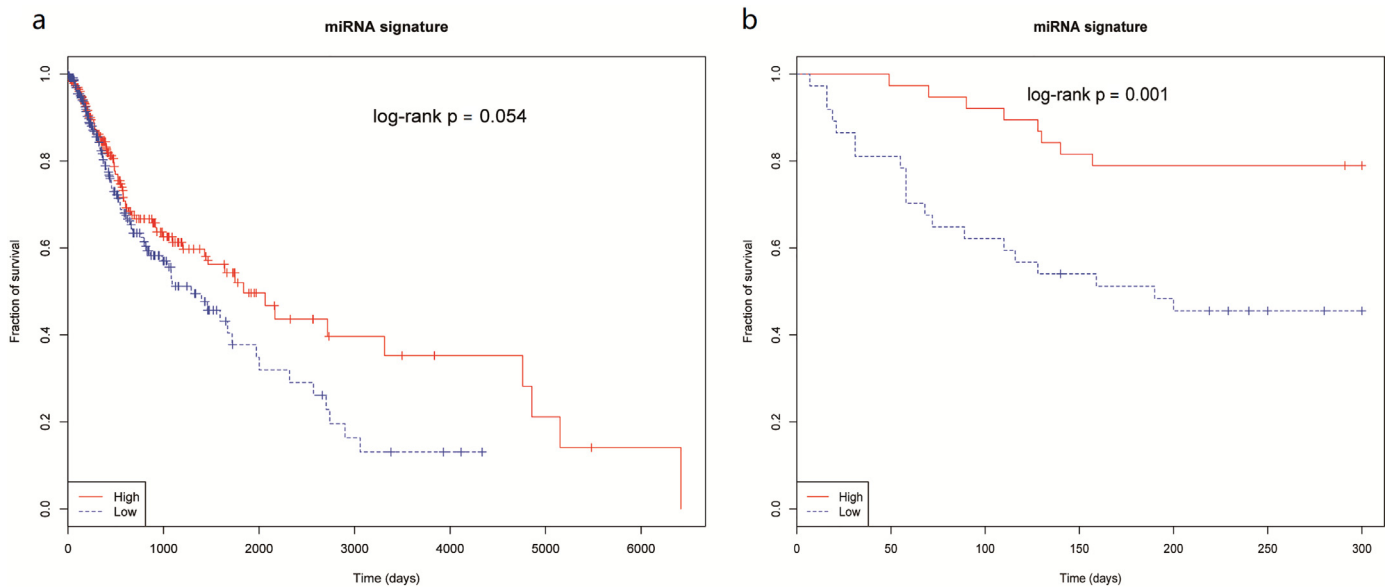 a
miRNA signature
log-rank p = 0.054
Fraction of survival
1.0
0.8
0.6
0.4
0.2
0.0
High
Low
0 1000 2000 3000 4000 5000 6000
Time (days)
b
miRNA signature
log-rank p = 0.001
Fraction of survival
1.0
0.8
0.6
0.4
0.2
0.0
High
Low
0 50 100 150 200 250 300
Time (days)